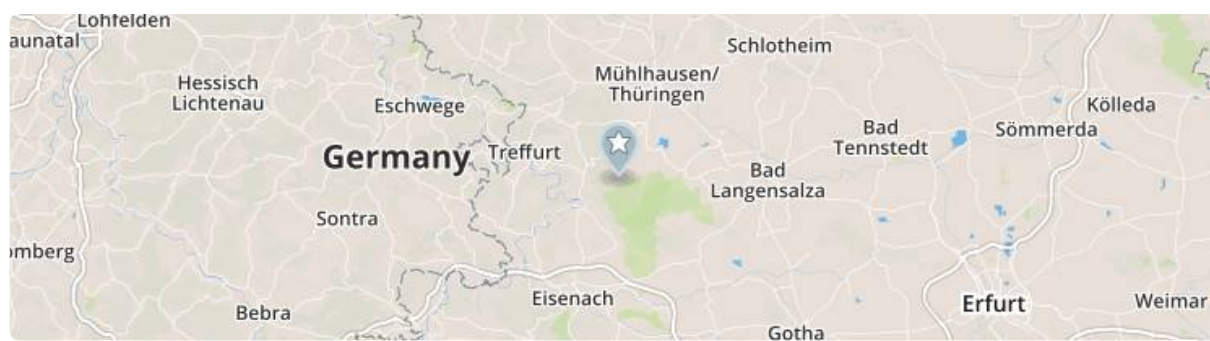 Lohfelden
aunatal
Schlotheim
Mühlhausen/
Thüringen
Hessisch
Lichtenau
Eschwege
Kölleda
Sömmerda
Bad
Tennstedt
Germany
Treffurt
Bad
Langensalza
Sontra
omberg
Eisenach
Bebra
Erfurt
Weimar
Gotha